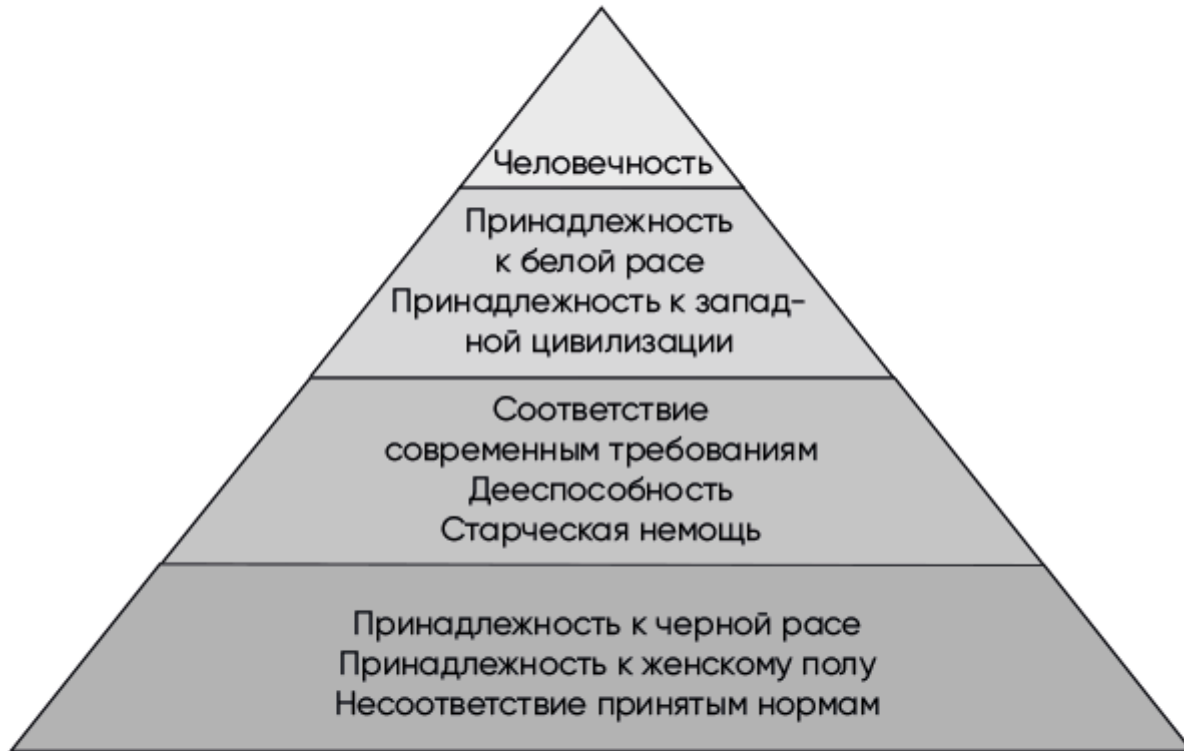 Человечность
Принадлежность
к белой расе
Принадлежность к запад-
ной цивилизации
Соответствие
современным требованиям
Дееспособность
Старческая немощь
Принадлежность к черной расе
Принадлежность к женскому полу
Несоответствие принятым нормам